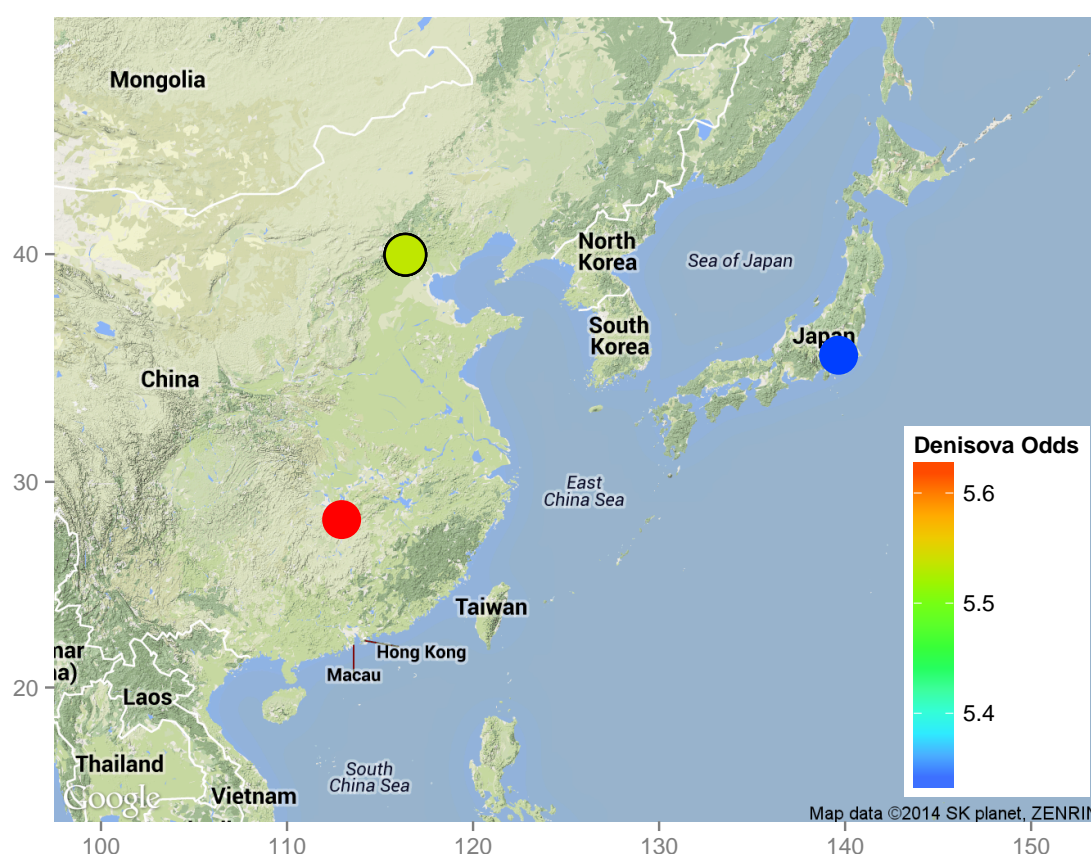 Mongolia
40
North
Korea
Sea of Japan
South
Korea
Japan
China
Denisova Odds
5.6
30
East
China Sea
5.5
Taiwan
Hong Kong
mar
Macau
a)
20
Laos
5.4
Thailand
South
China Sea
Google
Vietnam
Map data ©2014 SK planet, ZENRIN
100
110
120
130
140
150